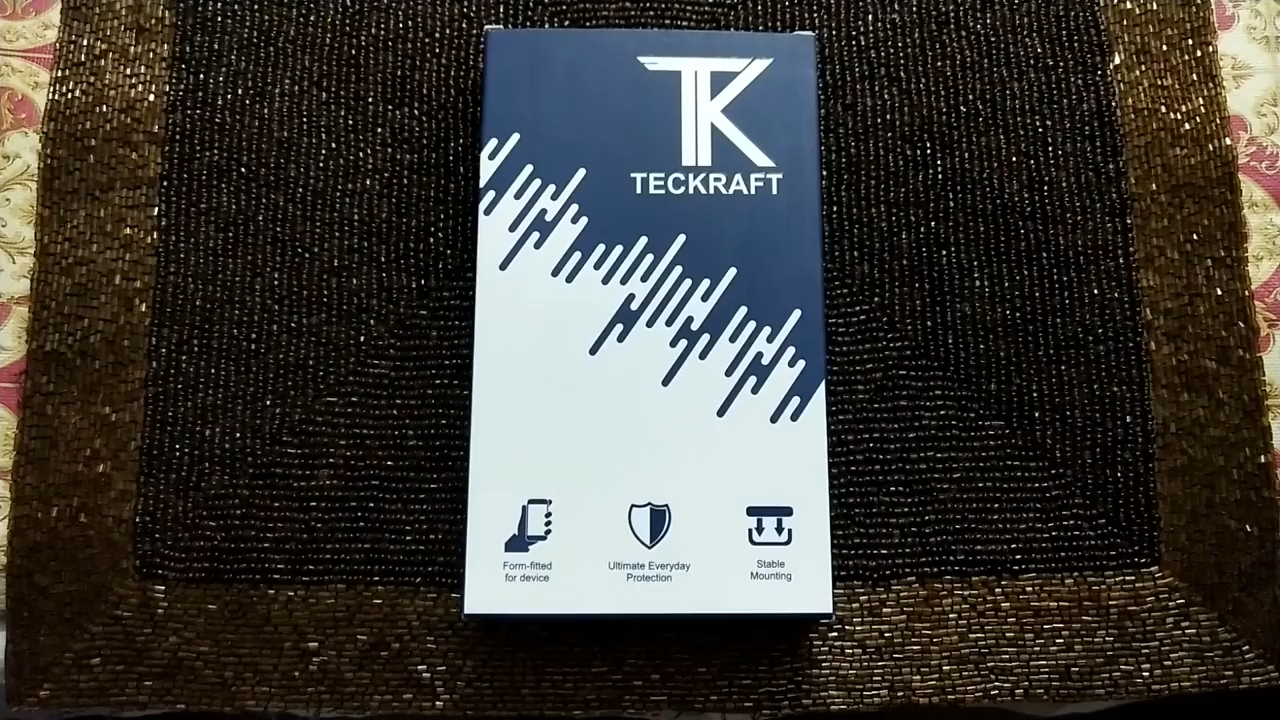 TK
TECKRAFT
Form-fitted
for device
Ultimate Everyday
Protection
Stable
Mounting